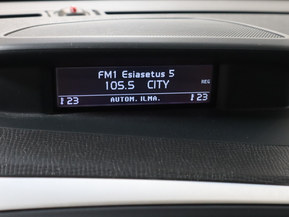 FM1 Esiasetus 5
105.5 CITY REG
23 AUTOM. ILMA. 23